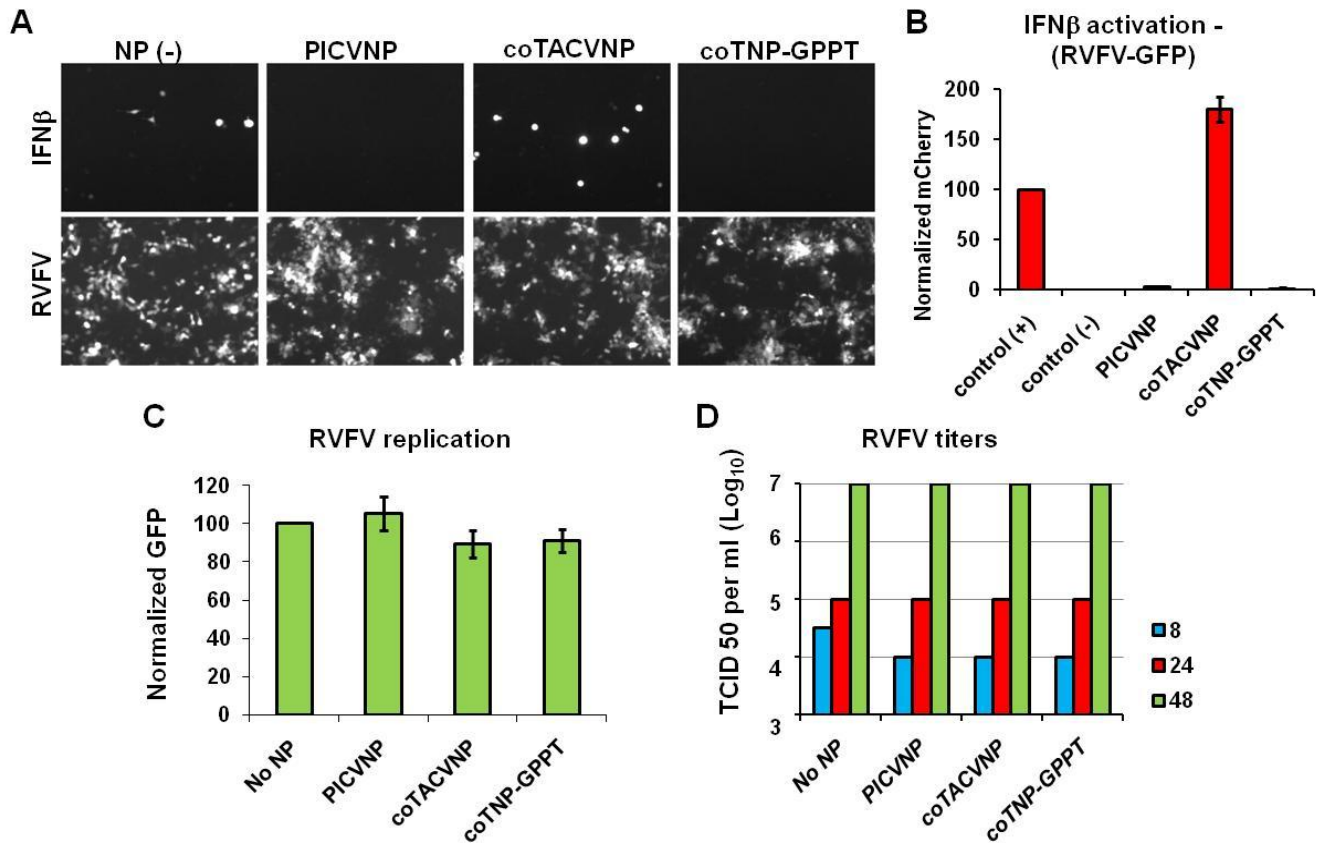 A
NP (-)
PICVNP
coTACVNP
coTNP-GPPT
IFNβ
RVFV
B
IFNβ activation -
(RVFV-GFP)
Normalized mCherry
200
150
100
50
0
control (+)
control (-)
PICVNP
coTACVNP
coTNP-GPPT
C
RVFV replication
Normalized GFP
120
100
80
60
40
20
0
No NP
PICVNP
coTACVNP
coTNP-GPPT
D
RVFV titers
TCID 50 per ml (Log₁₀)
7
6
5
4
3
No NP
PICVNP
coTACVNP
coTNP-GPPT
8
24
48